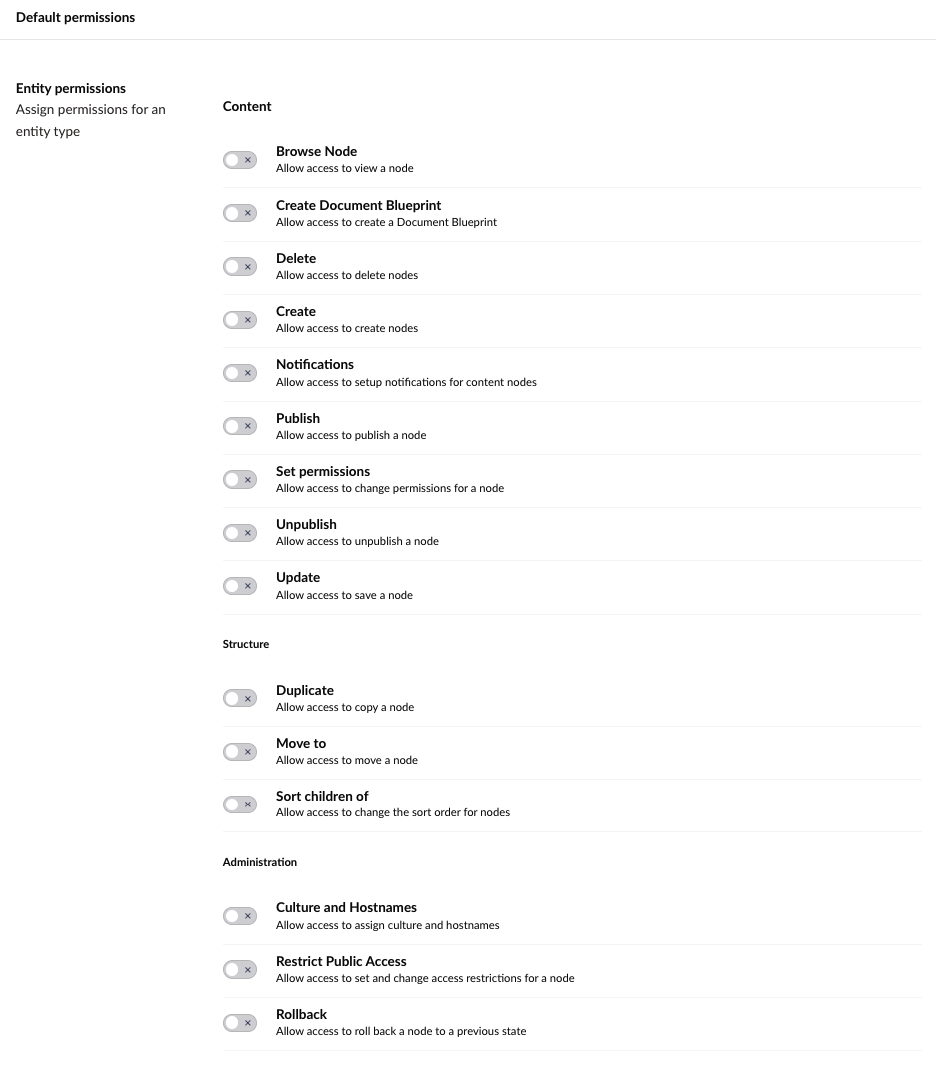 Default permissions
Entity permissions
Assign permissions for an
entity type
Content
Browse Node
Allow access to view a node
Create Document Blueprint
Allow access to create a Document Blueprint
Delete
Allow access to delete nodes
Create
Allow access to create nodes
Notifications
Allow access to setup notifications for content nodes
Publish
Allow access to publish a node
Set permissions
Allow access to change permissions for a node
Unpublish
Allow access to unpublish a node
Update
Allow access to save a node
Structure
Duplicate
Allow access to copy a node
Move to
Allow access to move a node
Sort children of
Allow access to change the sort order for nodes
Administration
Culture and Hostnames
Allow access to assign culture and hostnames
Restrict Public Access
Allow access to set and change access restrictions for a node
Rollback
Allow access to roll back a node to a previous state